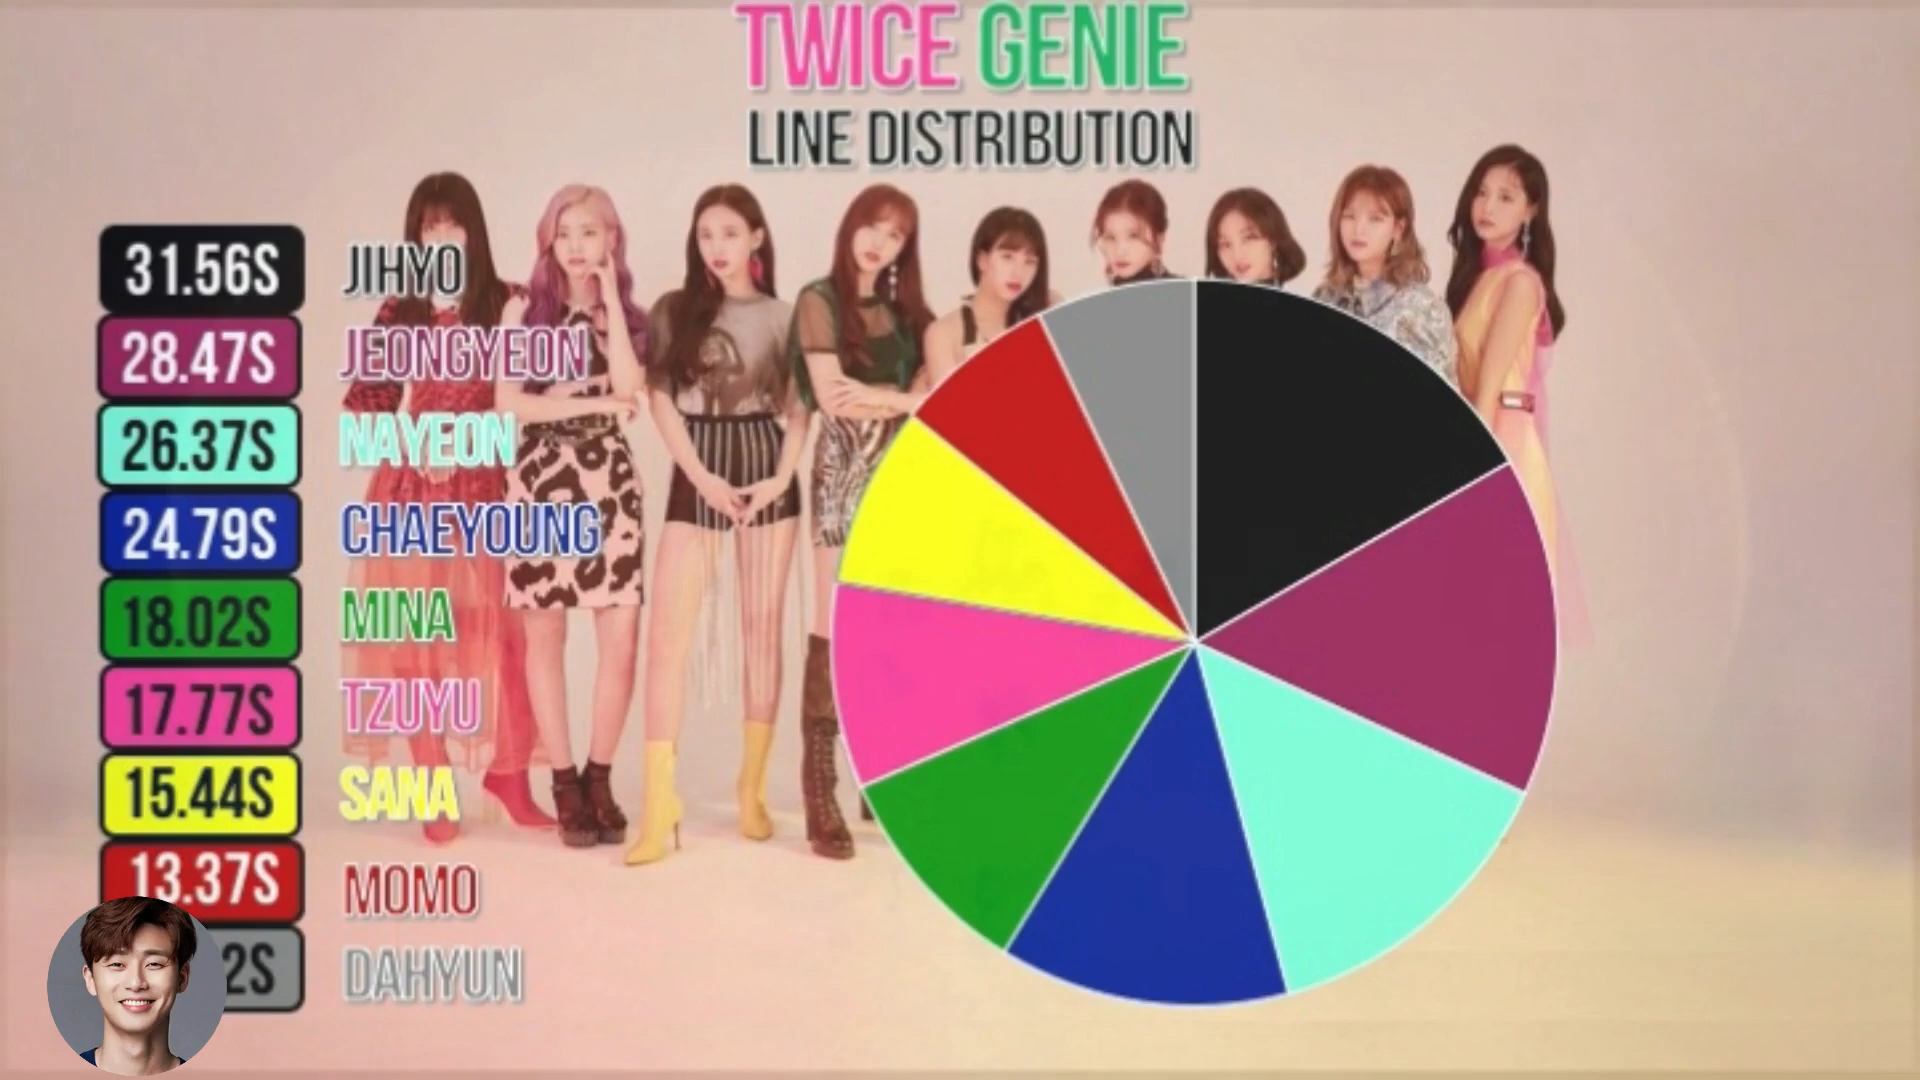 TWICE GENIE
LINE DISTRIBUTION
31.56S JIHYO
28.47S JEONGYEON
26.37S NAYEON
24.79S CHAEYOUNG
18.02S MINA
17.77S TZUYU
15.44S SANA
13.37S MOMO
DAHYUN